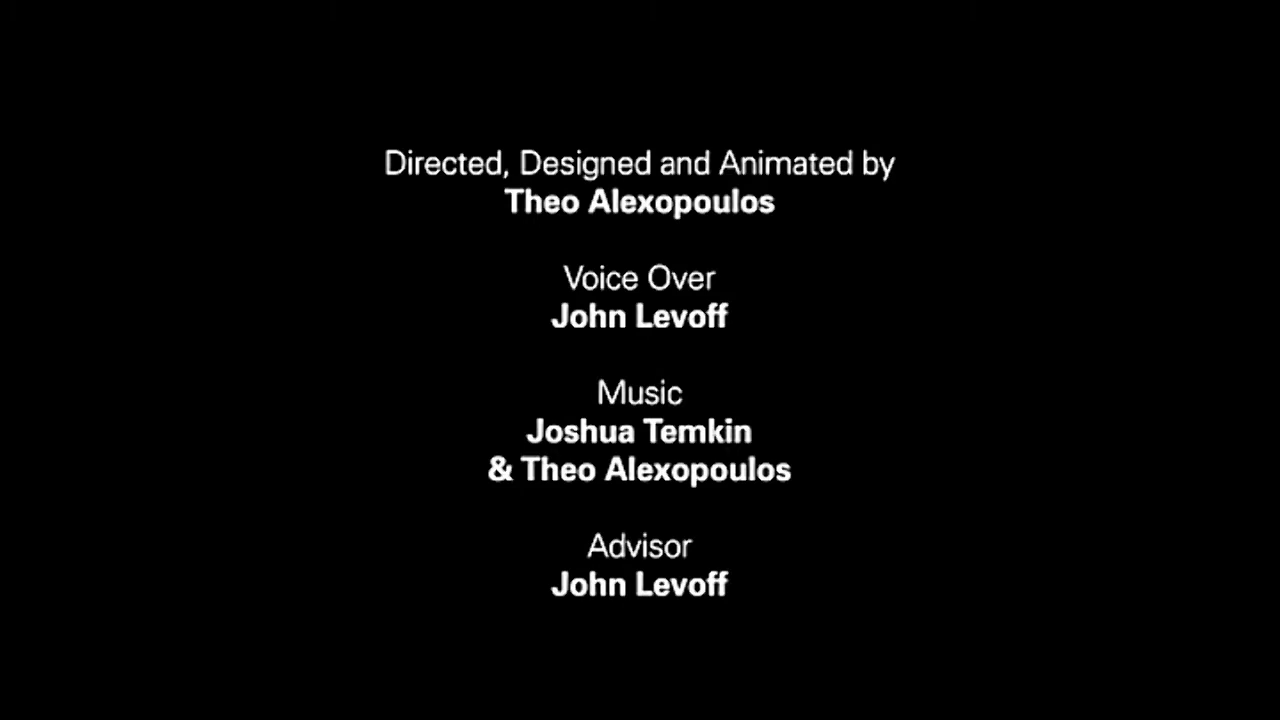 Directed, Designed and Animated by
Theo Alexopoulos
Voice Over
John Levoff
Music
Joshua Temkin
& Theo Alexopoulos
Advisor
John Levoff